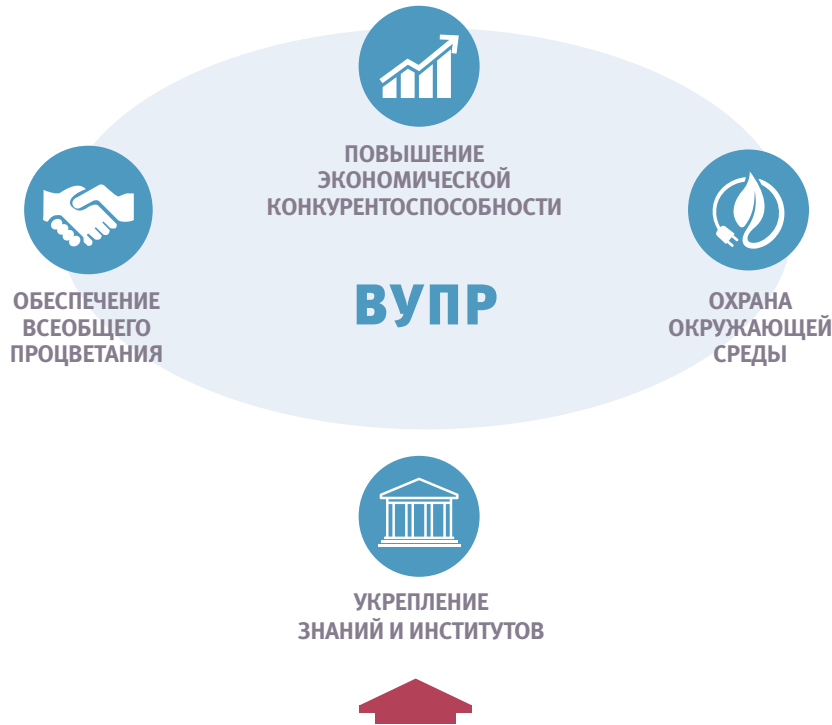 ПОВЫШЕНИЕ
ЭКОНОМИЧЕСКОЙ
КОНКУРЕНТОСПОСОБНОСТИ
ОБЕСПЕЧЕНИЕ
ВСЕОБЩЕГО
ПРОЦВЕТАНИЯ
ВУПР
ОХРАНА
ОКРУЖАЮЩЕЙ
СРЕДЫ
УКРЕПЛЕНИЕ
ЗНАНИЙ И ИНСТИТУТОВ